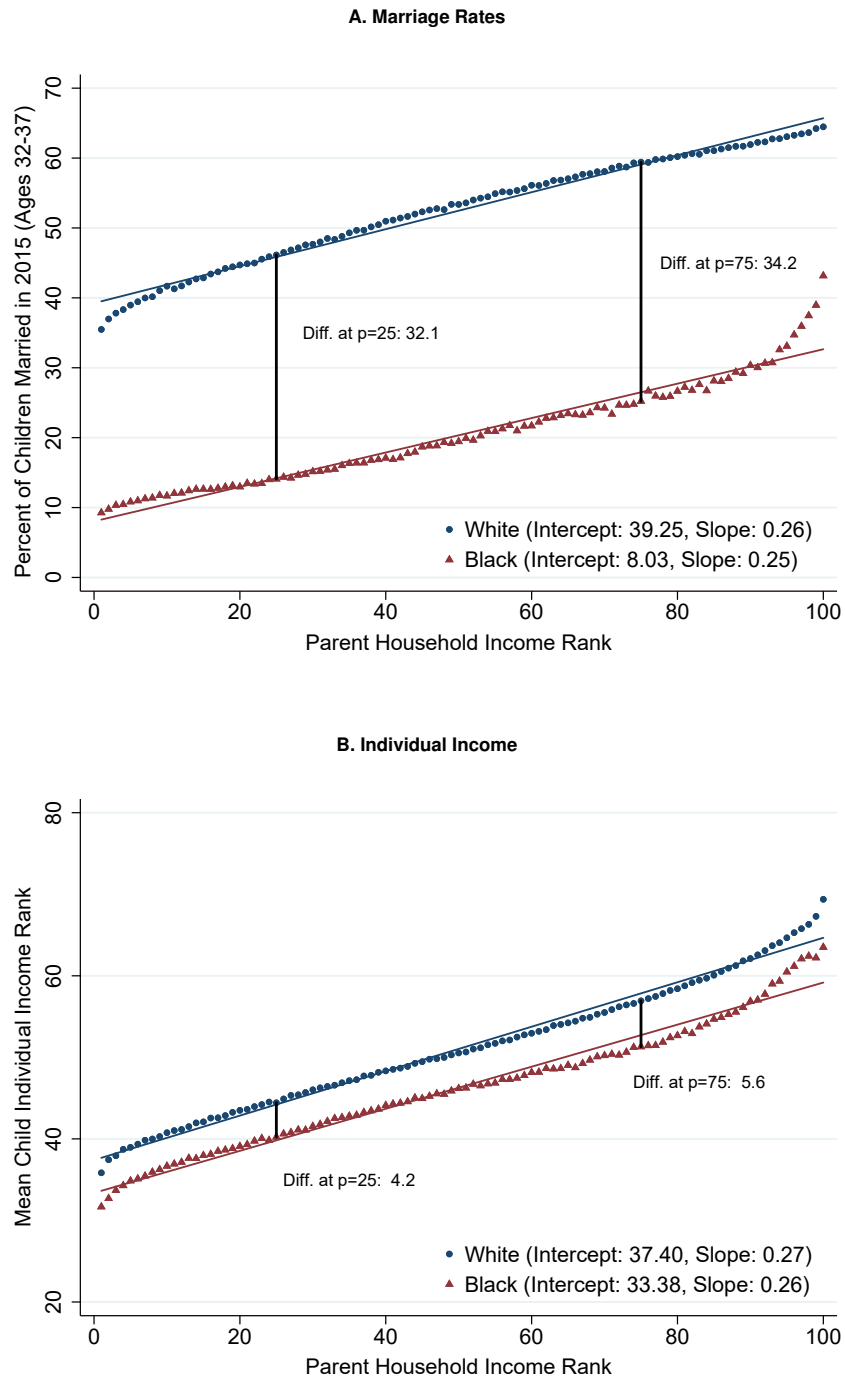 A. Marriage Rates
Percent of Children Married in 2015 (Ages 32-37)
70
60
50
40
30
20
10
0
Diff. at p=75: 34.2
Diff. at p=25: 32.1
White (Intercept: 39.25, Slope: 0.26)
Black (Intercept: 8.03, Slope: 0.25)
0 20 40 60 80 100
Parent Household Income Rank
B. Individual Income
Mean Child Individual Income Rank
80
60
40
20
Diff. at p=75: 5.6
Diff. at p=25: 4.2
White (Intercept: 37.40, Slope: 0.27)
Black (Intercept: 33.38, Slope: 0.26)
0 20 40 60 80 100
Parent Household Income Rank